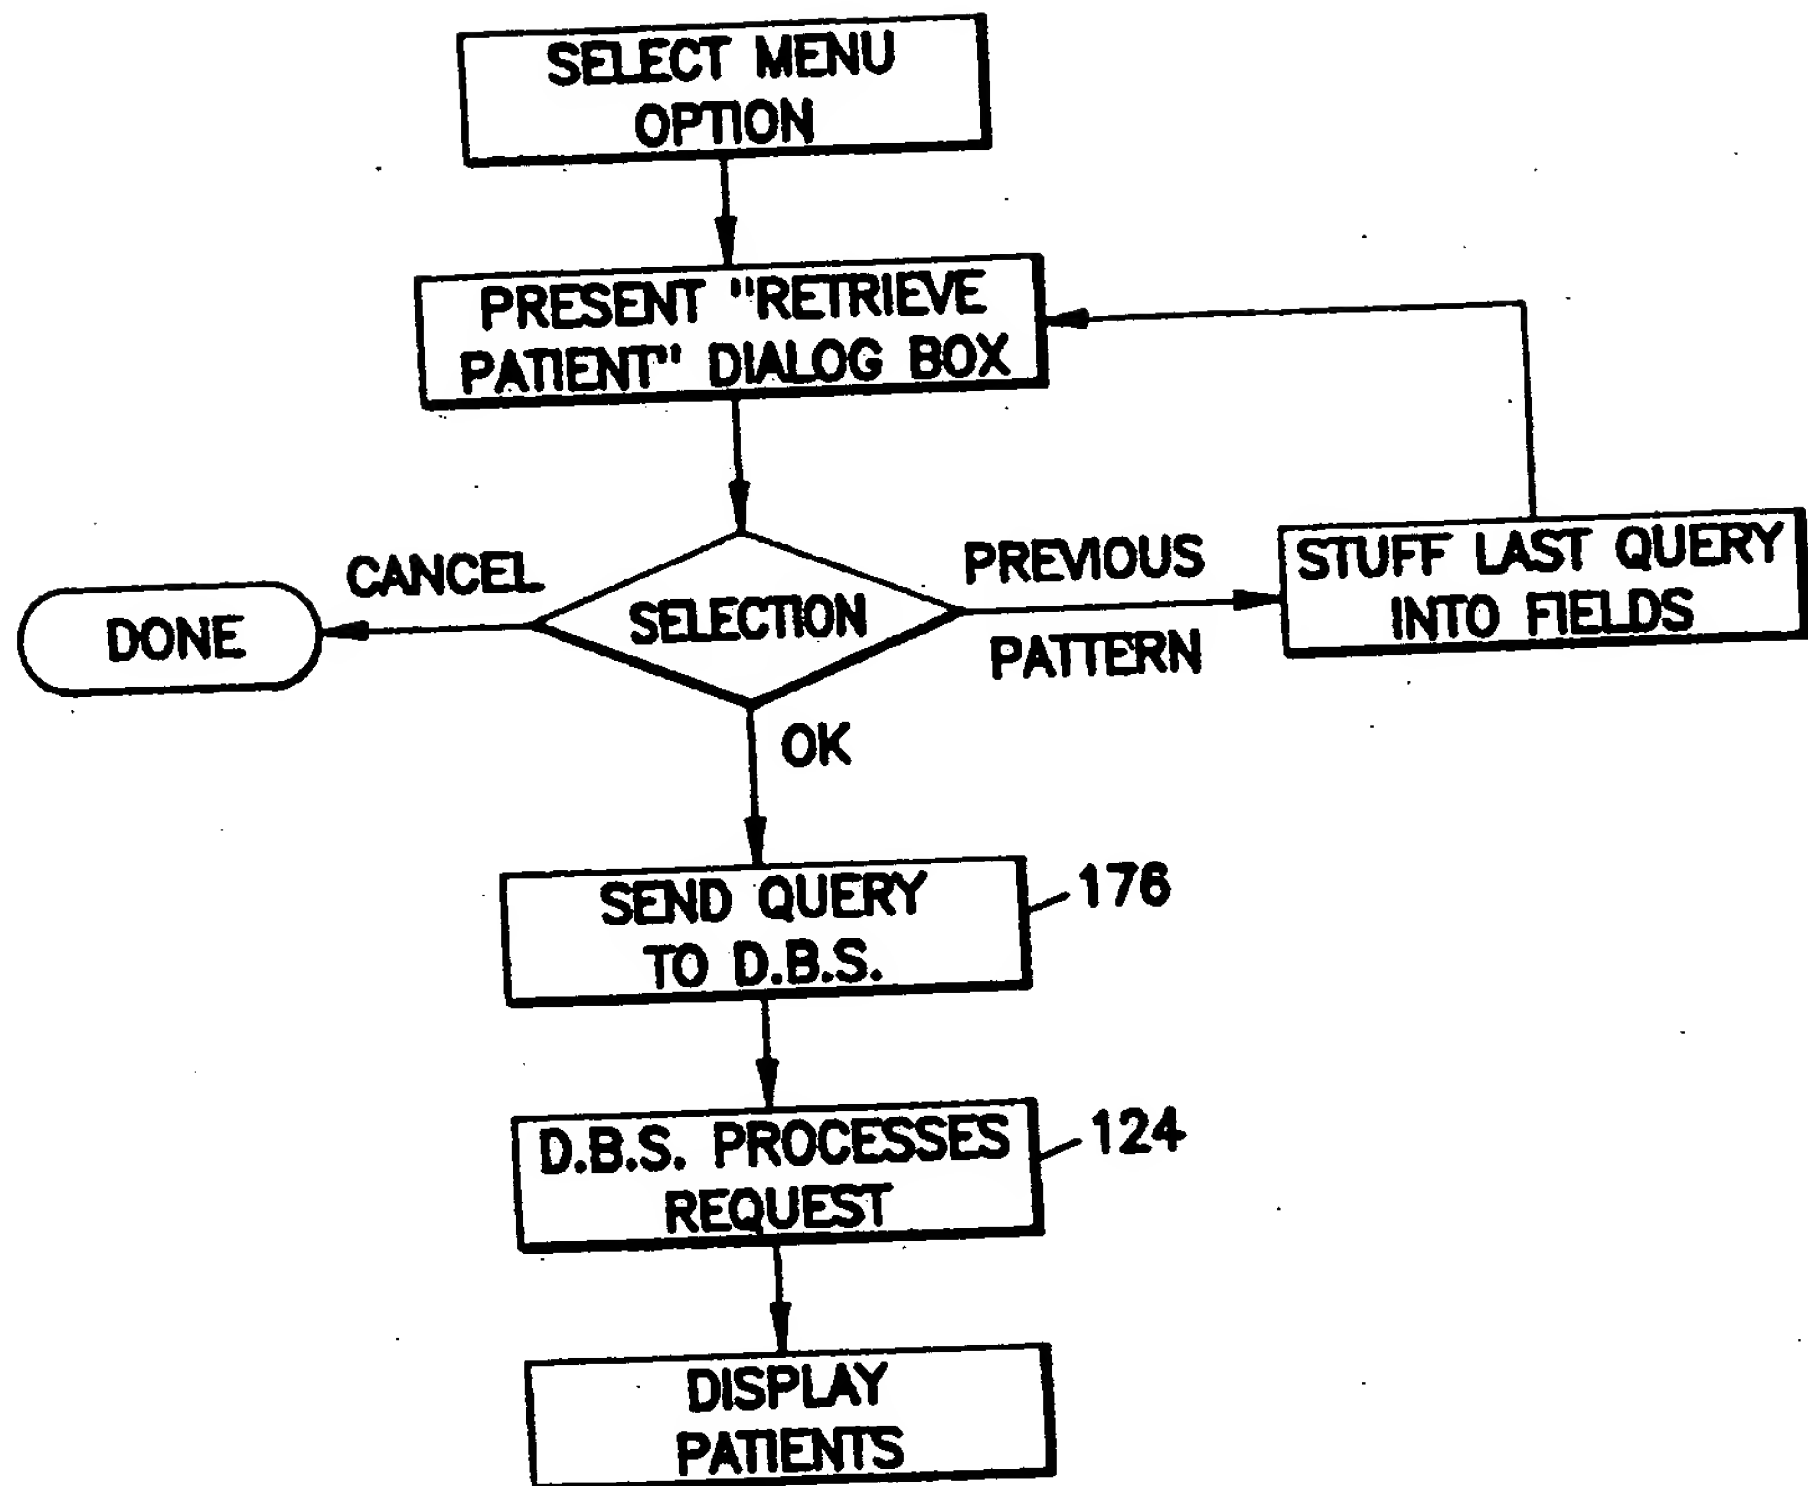 SELECT MENU
OPTION
PRESENT "RETRIEVE
PATIENT" DIALOG BOX
CANCEL
PREVIOUS
PATTERN
STUFF LAST QUERY
INTO FIELDS
DONE
SELECTION
OK
SEND QUERY
TO D.B.S.
176
D.B.S. PROCESSES
REQUEST
124
DISPLAY
PATIENTS